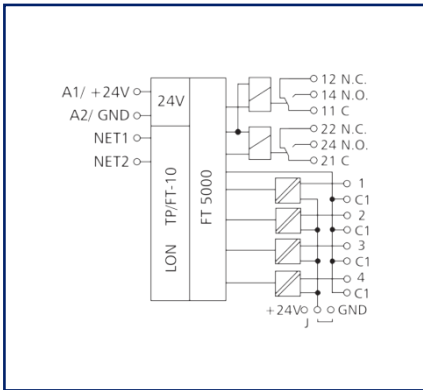 A1/ +24V
A2/ GND
NET1
NET2
24V
LON TP/FT-10
FT 5000
12 N.C.
14 N.O.
11 C
22 N.C.
24 N.O.
21 C
1
C1
2
C1
3
C1
4
C1
+24V GND
J